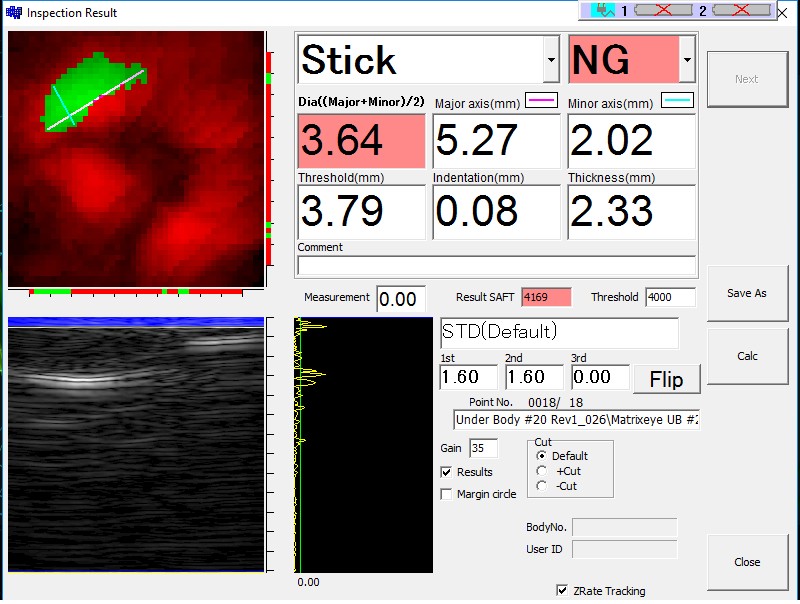 Inspection Result
1 2
Stick NG
Next
Dia((Major+Minor)/2) Major axis(mm) Minor axis(mm)
3.64 5.27 2.02
Threshold(mm) Indentation(mm) Thickness(mm)
3.79 0.08 2.33
Comment
Measurement 0.00 Result SAFT 4169 Threshold 4000
Save As
STD(Default)
Calc
1st 2nd 3rd
1.60 1.60 0.00 Flip
Point No. 0018/ 18
Under Body #20 Rev1_026\Matrixeye UB #2
Gain 35
Cut
Default
Results +Cut
Margin circle -Cut
BodyNo.
User ID
Close
0.00
ZRate Tracking